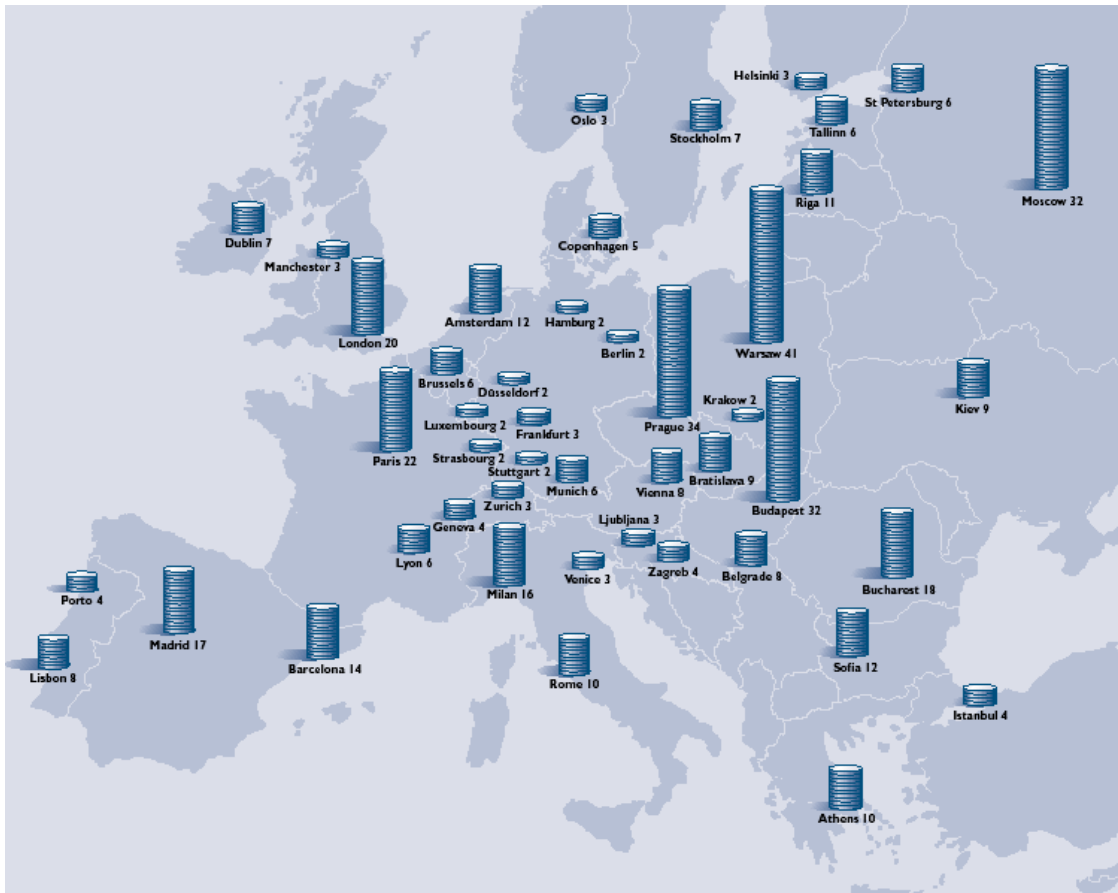 Helsinki 3
St Petersburg 6
Oslo 3
Stockholm 7
Tallinn 6
Riga 11
Moscow 32
Dublin 7
Copenhagen 5
Manchester 3
London 20
Amsterdam 12
Hamburg 2
Berlin 2
Warsaw 41
Brussels 6
Düsseldorf 2
Krakow 2
Kiev 9
Luxembourg 2
Frankfurt 3
Prague 34
Paris 22
Strasbourg 2
Stuttgart 2
Munich 6
Vienna 8
Bratislava 9
Zurich 3
Budapest 32
Geneva 4
Ljubljana 3
Lyon 6
Venice 3
Zagreb 4
Belgrade 8
Milan 16
Bucharest 18
Porto 4
Madrid 17
Barcelona 14
Sofia 12
Lisbon 8
Rome 10
Istanbul 4
Athens 10